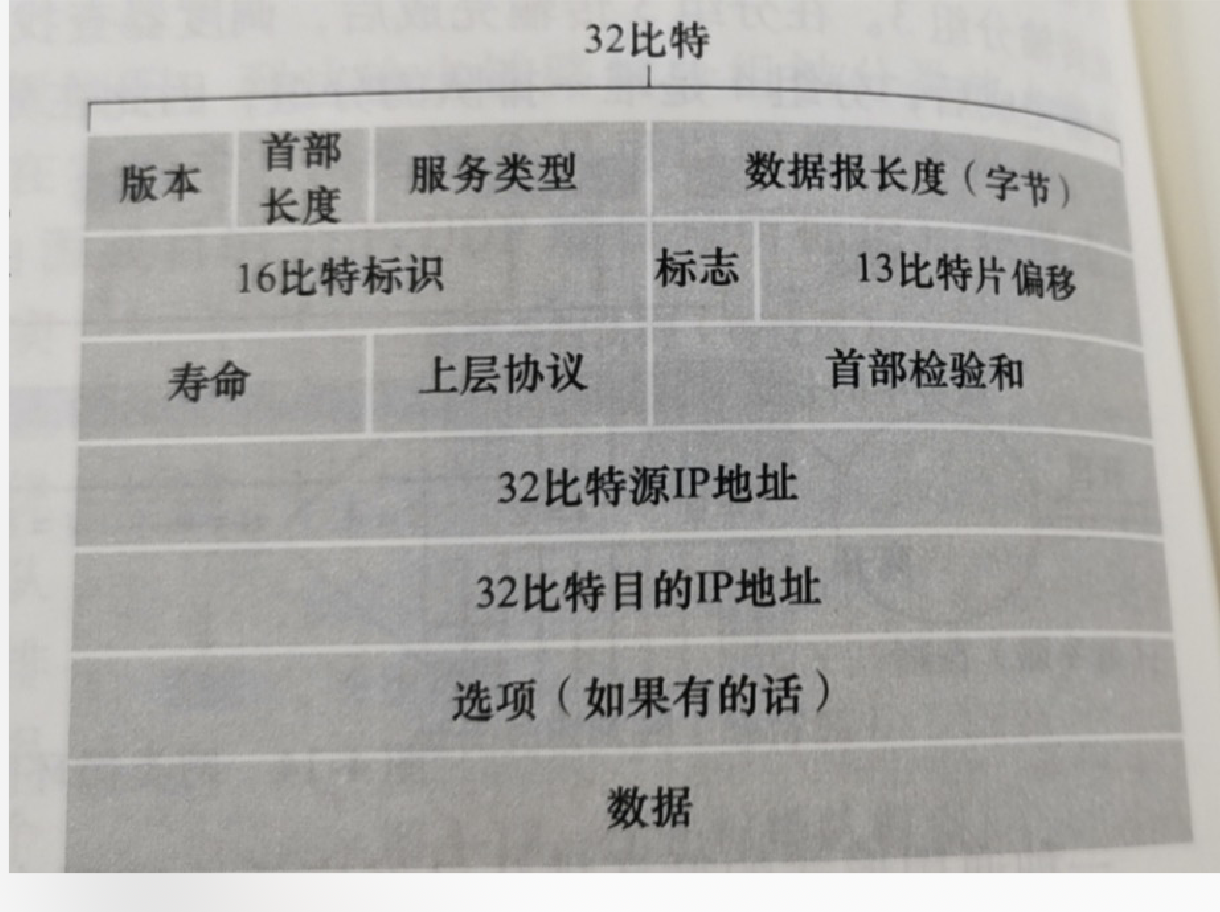 32比特
版本
首部
长度
服务类型
数据报长度（字节）
16比特标识
标志
13比特片偏移
寿命
上层协议
首部检验和
32比特源IP地址
32比特目的IP地址
选项（如果有的话）
数据